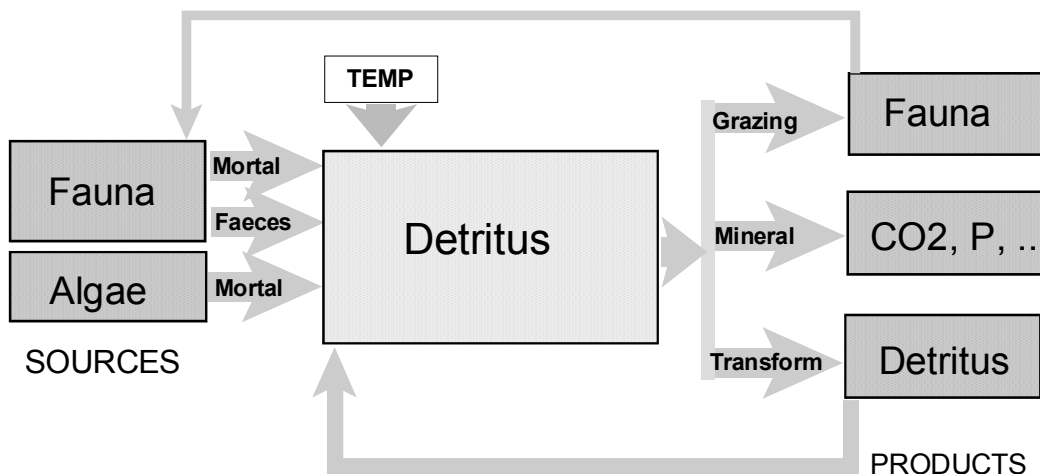 TEMP
Fauna
Algae
SOURCES
Mortal
Faeces
Mortal
Detritus
Grazing
Mineral
Transform
Fauna
CO2, P, ..
Detritus
PRODUCTS